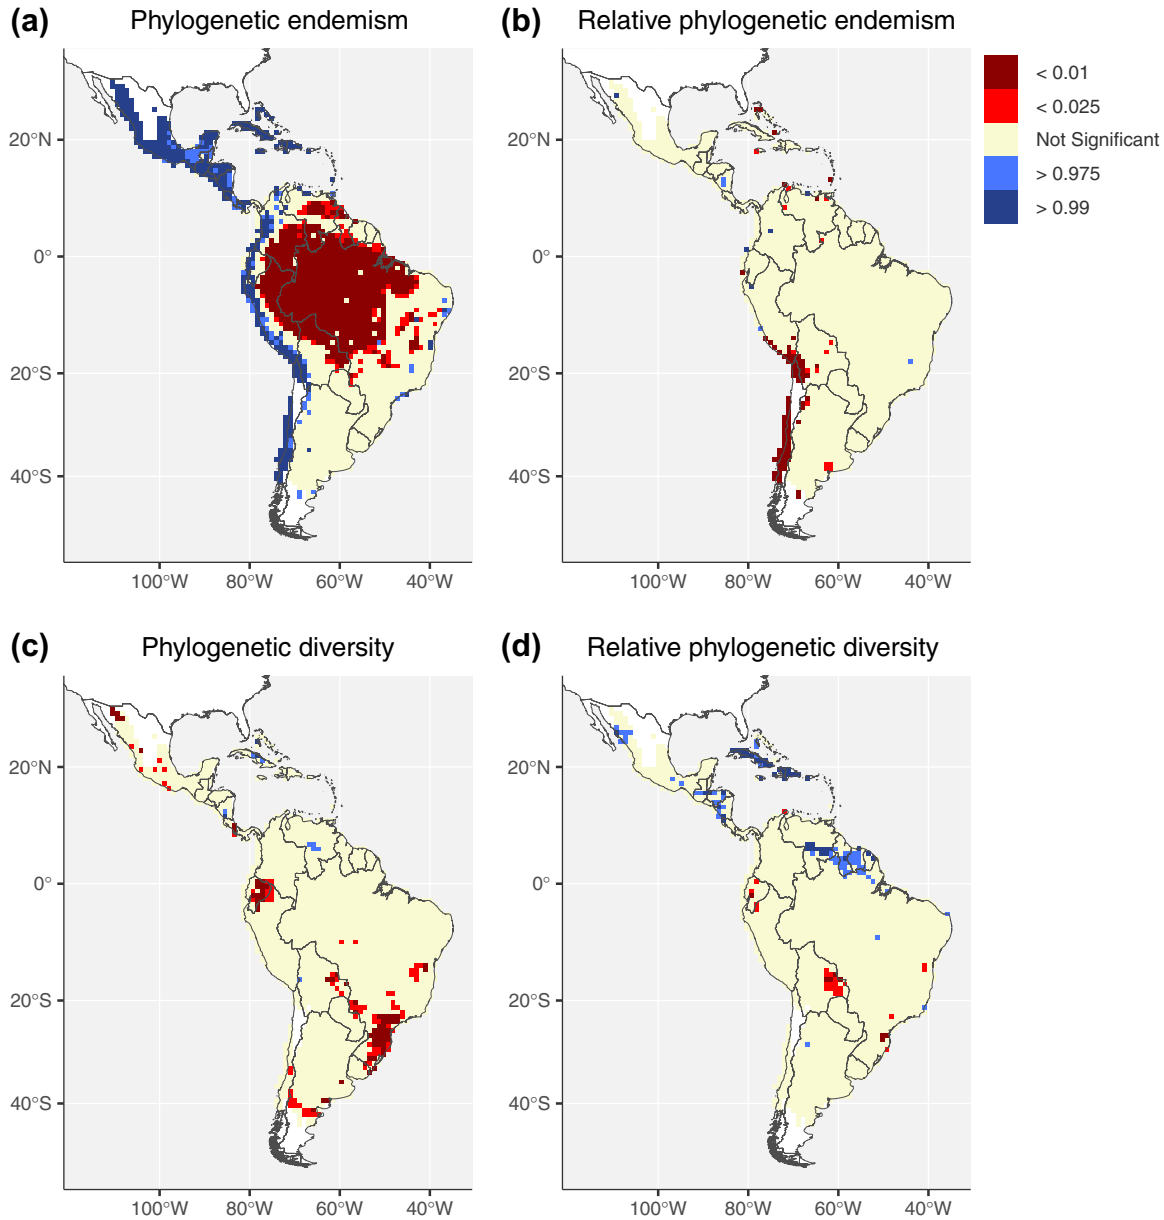 (a) Phylogenetic endemism
(b) Relative phylogenetic endemism
< 0.01
< 0.025
Not Significant
> 0.975
> 0.99
20°N
0°
20°S
40°S
100°W 80°W 60°W 40°W
20°N
0°
20°S
40°S
100°W 80°W 60°W 40°W
(c) Phylogenetic diversity
(d) Relative phylogenetic diversity
20°N
0°
20°S
40°S
100°W 80°W 60°W 40°W
20°N
0°
20°S
40°S
100°W 80°W 60°W 40°W